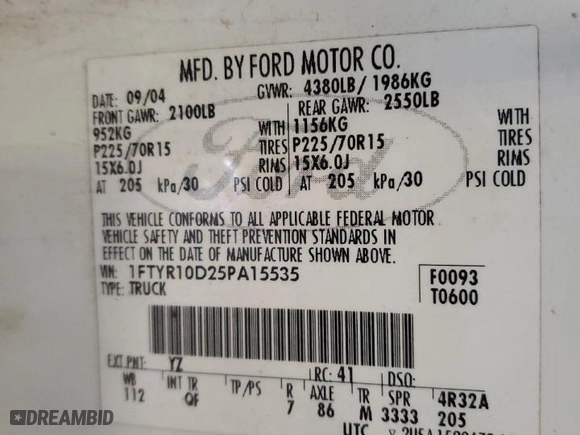 MFD. BY FORD MOTOR CO.
DATE: 09/04 GVWR: 4380LB/ 1986KG
FRONT GAWR: 2100LB REAR GAWR: 2550LB
952KG WITH 1156KG WITH
P225/70R15 TIRES P225/70R15 TIRES
15X6.0J RIMS 15X6.0J RIMS
AT 205 kPa/30 PSI COLD AT 205 kPa/30 PSI COLD
Ford
THIS VEHICLE CONFORMS TO ALL APPLICABLE FEDERAL MOTOR
VEHICLE SAFETY AND THEFT PREVENTION STANDARDS IN
EFFECT ON THE DATE OF MANUFACTURE SHOWN ABOVE.
VIN: 1FTYR10D25PA15535 F0093
TYPE: TRUCK T0600
EXT PNT: YZ RC: 41 DSO:
WB INT TR TP/PS R AXLE TR SPR 4R32A
112 QF 7 86 M 3333 205
UTC
DREAMBID